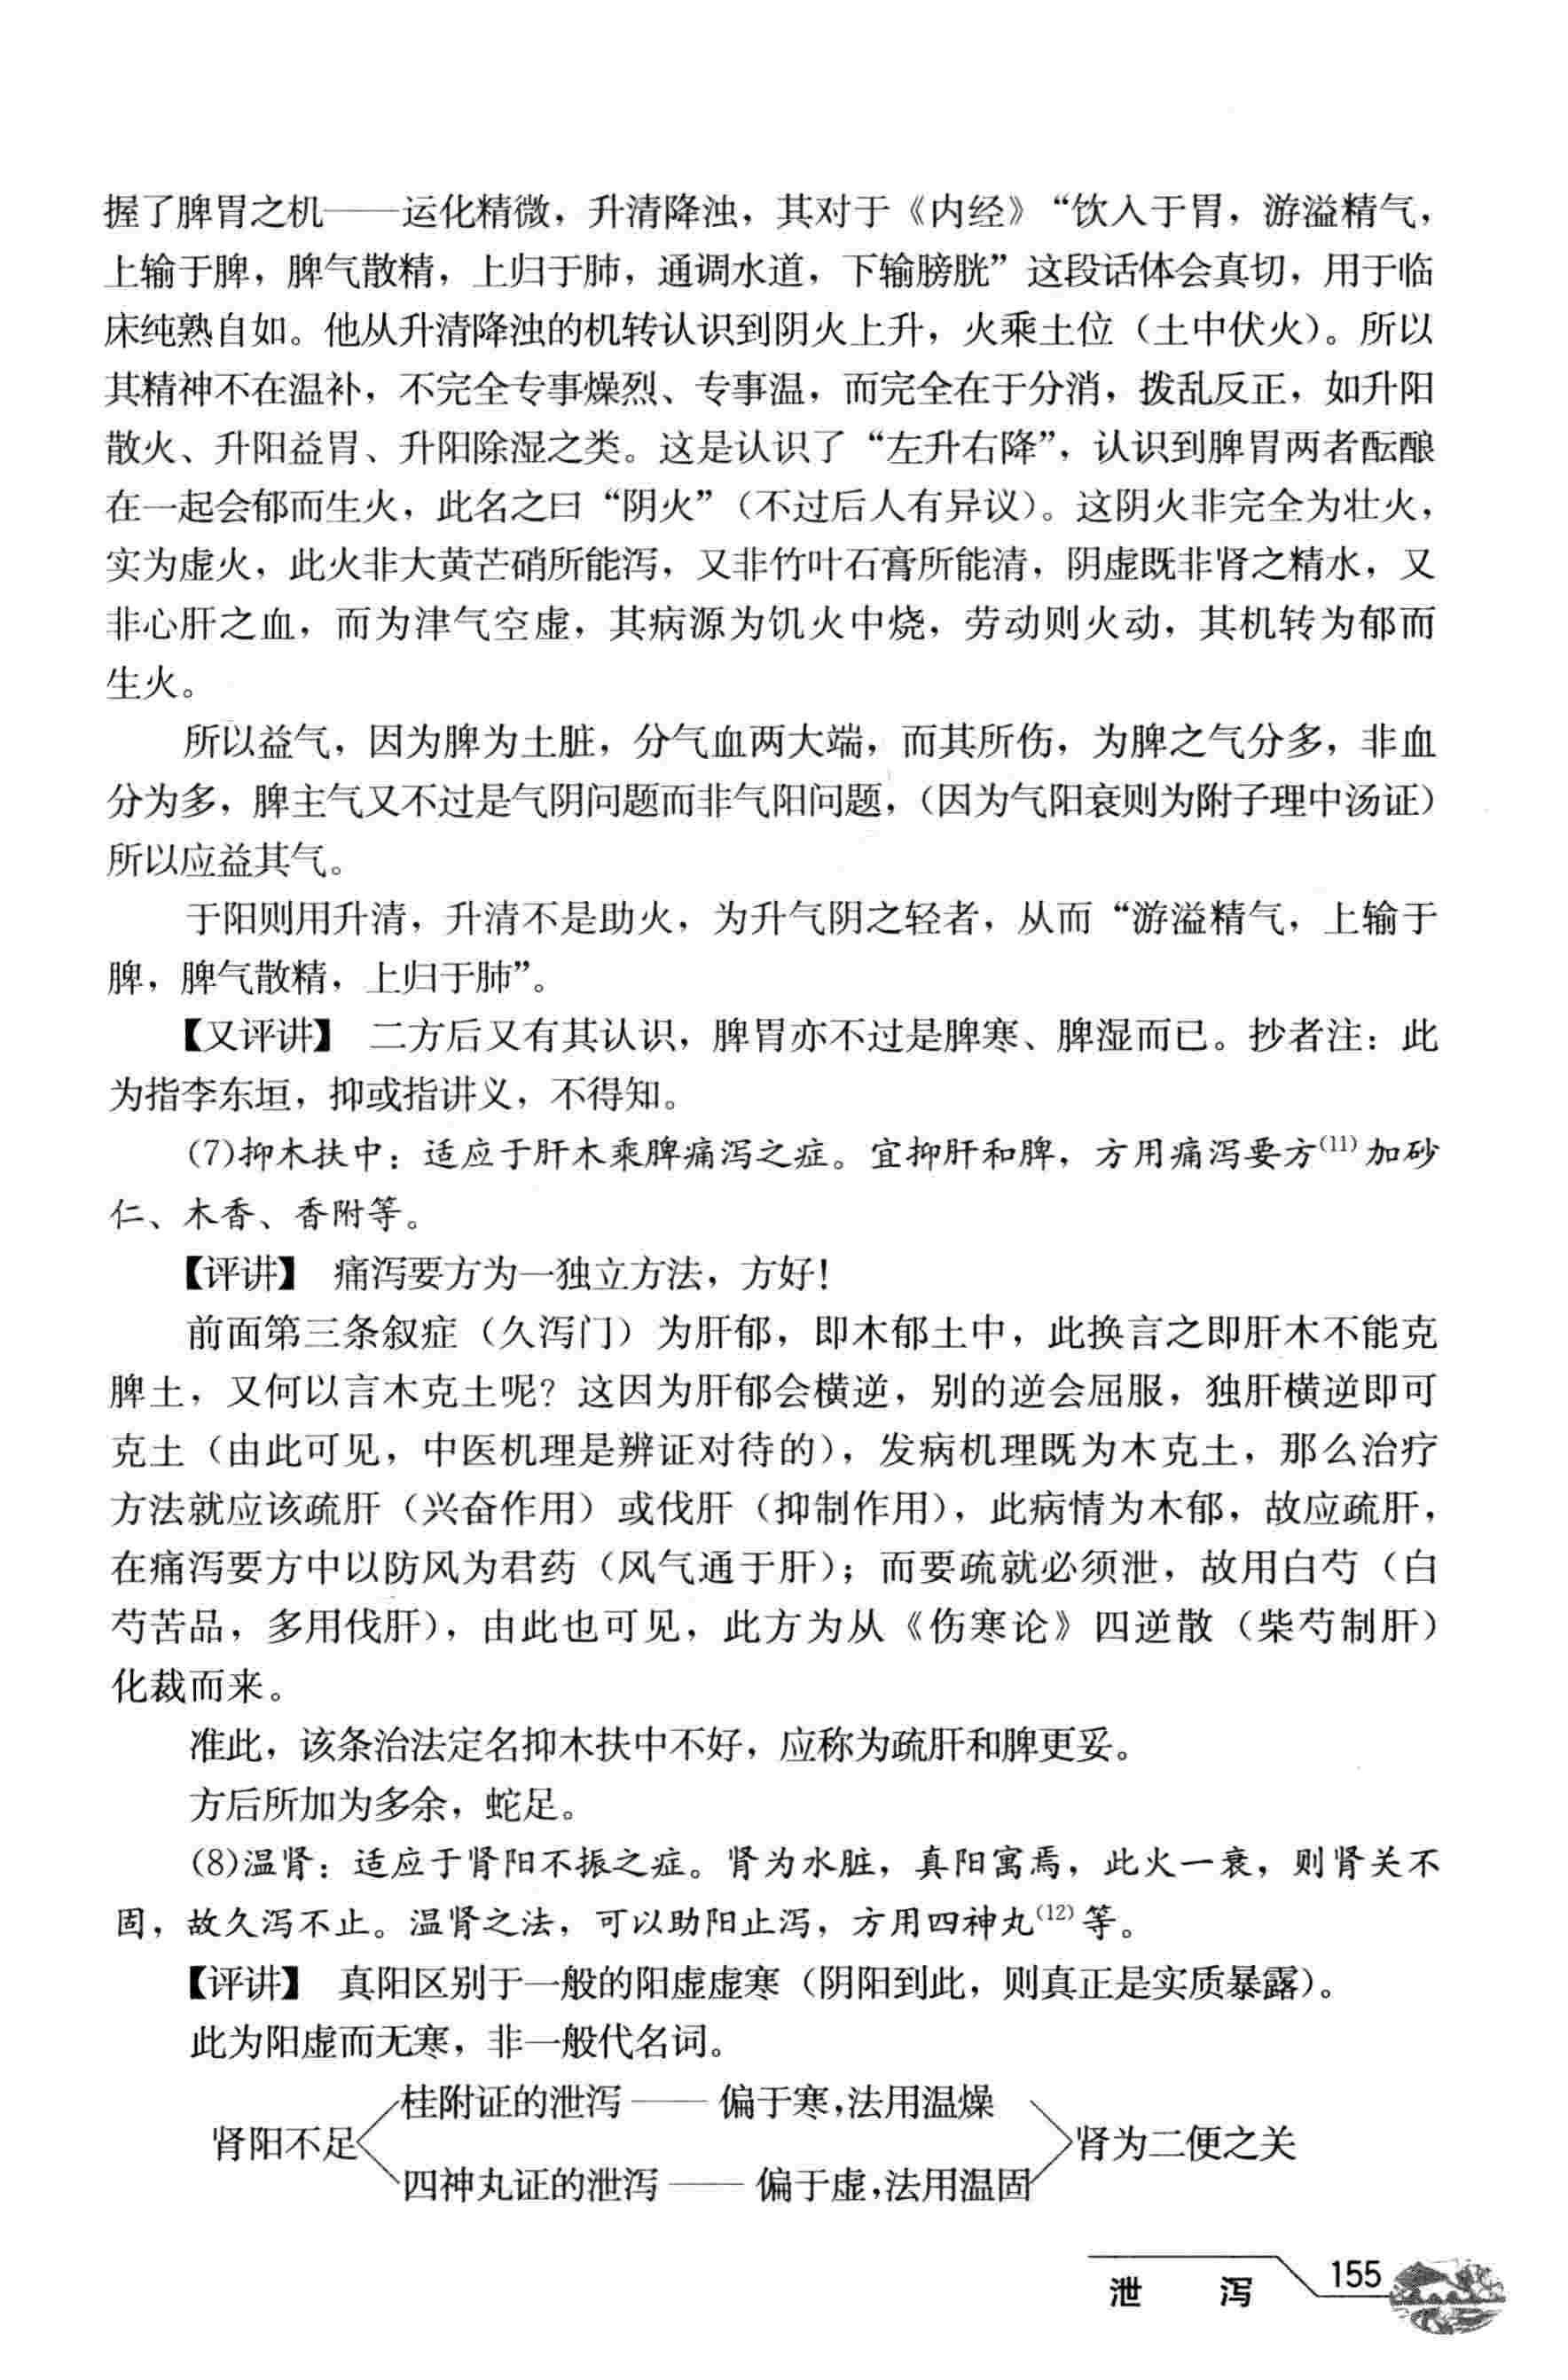 握了脾胃之机——运化精微，升清降浊，其对于《内经》“饮入于胃，游溢精气，
上输于脾，脾气散精，上归于肺，通调水道，下输膀胱”这段话体会真切，用于临
床纯熟自如。他从升清降浊的机转认识到阴火上升，火乘土位（土中伏火）。所以
其精神不在温补，不完全专事燥烈、专事温，而完全在于分消，拨乱反正，如升阳
散火、升阳益胃、升阳除湿之类。这是认识了“左升右降”，认识到脾胃两者酝酿
在一起会郁而生火，此名之曰“阴火”（不过后人有异议）。这阴火非完全为壮火，
实为虚火，此火非大黄芒硝所能泻，又非竹叶石膏所能清，阴虚既非肾之精水，又
非心肝之血，而为津气空虚，其病源为饥火中烧，劳动则火动，其机转为郁而
生火。
所以益气，因为脾为土脏，分气血两大端，而其所伤，为脾之气分多，非血
分为多，脾主气又不过是气阴问题而非气阳问题，（因为气阳衰则为附子理中汤证）
所以应益其气。
于阳则用升清，升清不是助火，为升气阴之轻者，从而“游溢精气，上输于
脾，脾气散精，上归于肺”。
【又评讲】 二方后又有其认识，脾胃亦不过是脾寒、脾湿而已。抄者注：此
为指李东垣，抑或指讲义，不得知。
(7)抑木扶中：适应于肝木乘脾痛泻之症。宜抑肝和脾，方用痛泻要方(11)加砂
仁、木香、香附等。
【评讲】 痛泻要方为一独立方法，方好！
前面第三条叙症（久泻门）为肝郁，即木郁土中，此换言之即肝木不能克
脾土，又何以言木克土呢？这因为肝郁会横逆，别的逆会屈服，独肝横逆即可
克土（由此可见，中医机理是辨证对待的），发病机理既为木克土，那么治疗
方法就应该疏肝（兴奋作用）或伐肝（抑制作用），此病情为木郁，故应疏肝，
在痛泻要方中以防风为君药（风气通于肝）；而要疏就必须泄，故用白芍（白
芍苦品，多用伐肝），由此也可见，此方为从《伤寒论》四逆散（柴芍制肝）
化裁而来。
准此，该条治法定名抑木扶中不好，应称为疏肝和脾更妥。
方后所加为多余，蛇足。
(8)温肾：适应于肾阳不振之症。肾为水脏，真阳寓焉，此火一衰，则肾关不
固，故久泻不止。温肾之法，可以助阳止泻，方用四神丸(12)等。
【评讲】 真阳区别于一般的阳虚虚寒（阴阳到此，则真正是实质暴露）。
此为阳虚而无寒，非一般代名词。
桂附证的泄泻——偏于寒，法用温燥
肾阳不足 肾为二便之关
四神丸证的泄泻——偏于虚，法用温固
泄 泻 155